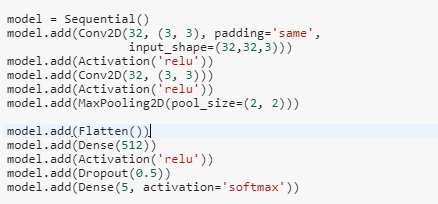 model = Sequential()
model.add(Conv2D(32, (3, 3), padding='same',
                 input_shape=(32,32,3)))
model.add(Activation('relu'))
model.add(Conv2D(32, (3, 3)))
model.add(Activation('relu'))
model.add(MaxPooling2D(pool_size=(2, 2)))

model.add(Flatten())
model.add(Dense(512))
model.add(Activation('relu'))
model.add(Dropout(0.5))
model.add(Dense(5, activation='softmax'))